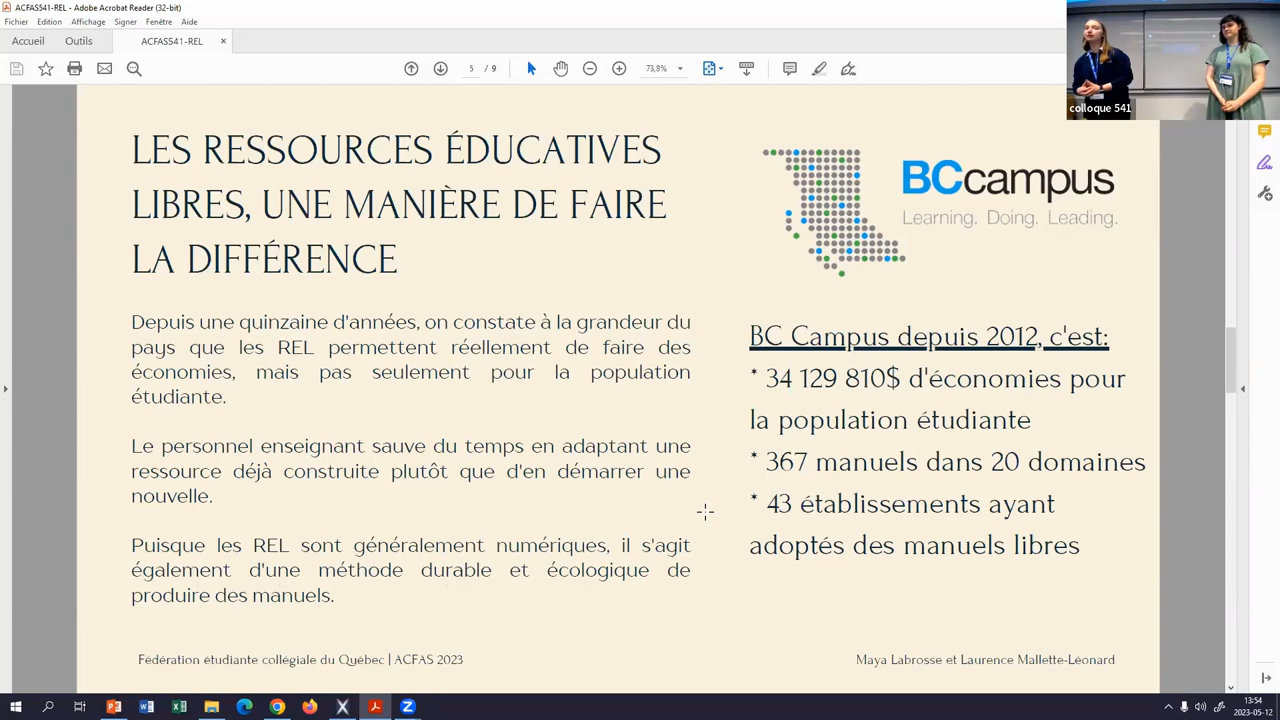 ACFAS541-REL - Adobe Acrobat Reader (32-bit)
Fichier Edition Affichage Signer Fenêtre Aide
Accueil Outils ACFAS541-REL ×
5 / 9 73,8%
colloque 541
LES RESSOURCES ÉDUCATIVES
LIBRES, UNE MANIÈRE DE FAIRE
LA DIFFÉRENCE
Depuis une quinzaine d'années, on constate à la grandeur du
pays que les REL permettent réellement de faire des
économies, mais pas seulement pour la population
étudiante.
Le personnel enseignant sauve du temps en adaptant une
ressource déjà construite plutôt que d'en démarrer une
nouvelle.
Puisque les REL sont généralement numériques, il s'agit
également d'une méthode durable et écologique de
produire des manuels.
BCcampus
Learning. Doing. Leading.
BC Campus depuis 2012, c'est:
* 34 129 810$ d'économies pour
la population étudiante
* 367 manuels dans 20 domaines
* 43 établissements ayant
adoptés des manuels libres
Fédération étudiante collégiale du Québec | ACFAS 2023
Maya Labrosse et Laurence Mallette-Léonard
13:54
2023-05-12